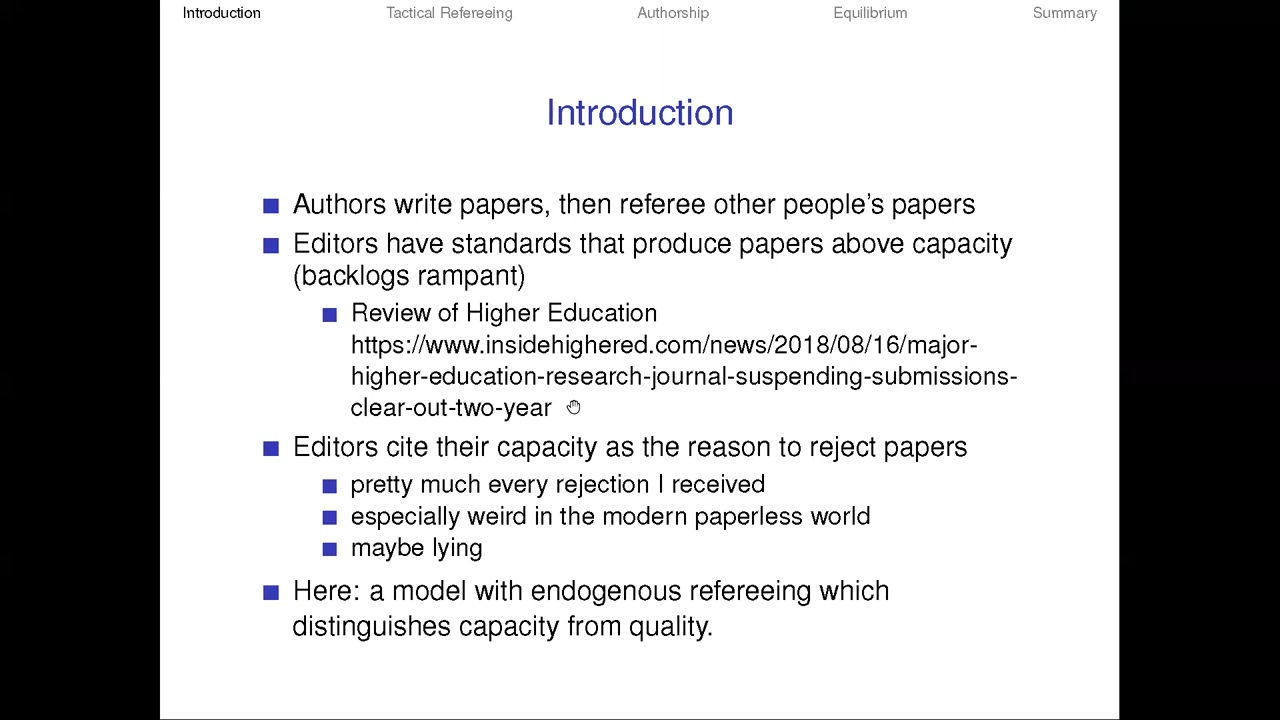 Introduction Tactical Refereeing Authorship Equilibrium Summary
Introduction
Authors write papers, then referee other people's papers
Editors have standards that produce papers above capacity
(backlogs rampant)
Review of Higher Education
https://www.insidehighered.com/news/2018/08/16/major-
higher-education-research-journal-suspending-submissions-
clear-out-two-year
Editors cite their capacity as the reason to reject papers
pretty much every rejection I received
especially weird in the modern paperless world
maybe lying
Here: a model with endogenous refereeing which
distinguishes capacity from quality.